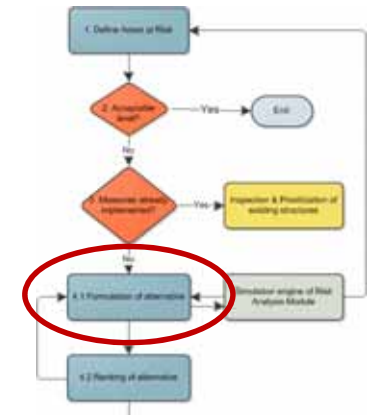 1. Define Areas at Risk
2. Acceptable
level?
Yes
End
No
3. Measures already
implemented?
Yes
Inspection & Prioritization of
existing structures
No
4.1 Formulation of alternative
Simulation engine of Risk
Analysis Module
4.2 Ranking of alternative